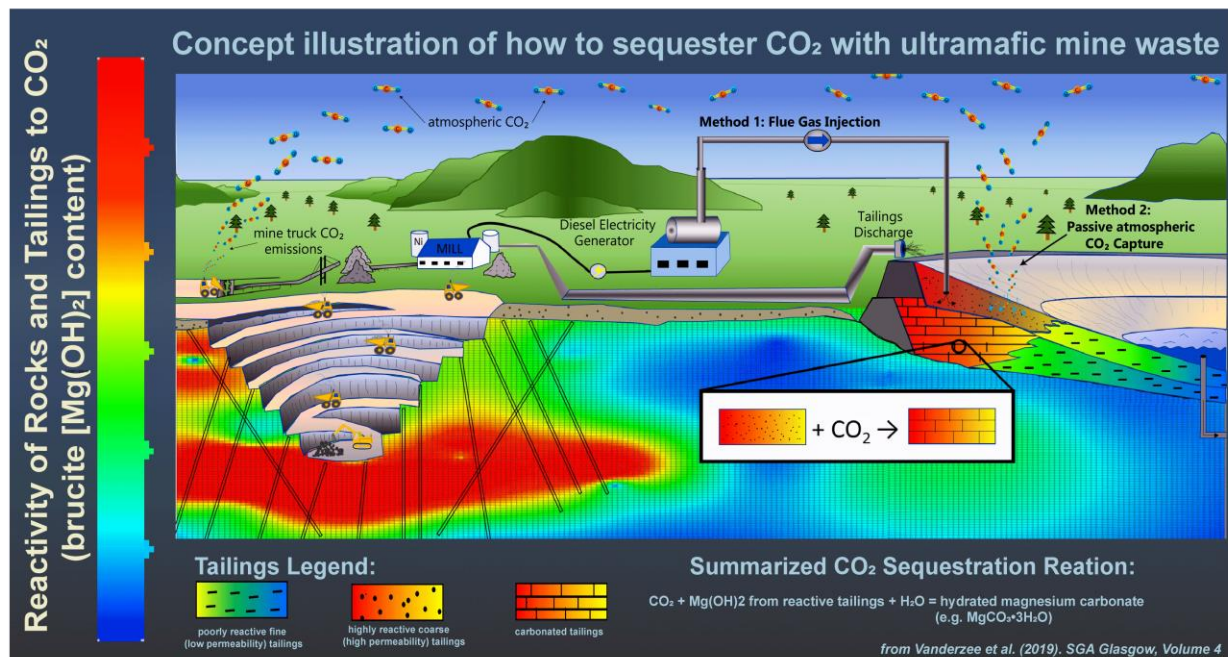 Concept illustration of how to sequester CO₂ with ultramafic mine waste
Reactivity of Rocks and Tailings to CO₂
(brucite [Mg(OH)₂] content)
atmospheric CO₂
Method 1: Flue Gas Injection
mine truck CO₂
emissions
Ni
MILL
Diesel Electricity
Generator
Tailings
Discharge
Method 2:
Passive atmospheric
CO₂ Capture
+ CO₂ →
Tailings Legend:
poorly reactive fine
(low permeability) tailings
highly reactive coarse
(high permeability) tailings
carbonated tailings
Summarized CO₂ Sequestration Reation:
CO₂ + Mg(OH)2 from reactive tailings + H₂O = hydrated magnesium carbonate
(e.g. MgCO₃•3H₂O)
from Vanderzee et al. (2019). SGA Glasgow, Volume 4